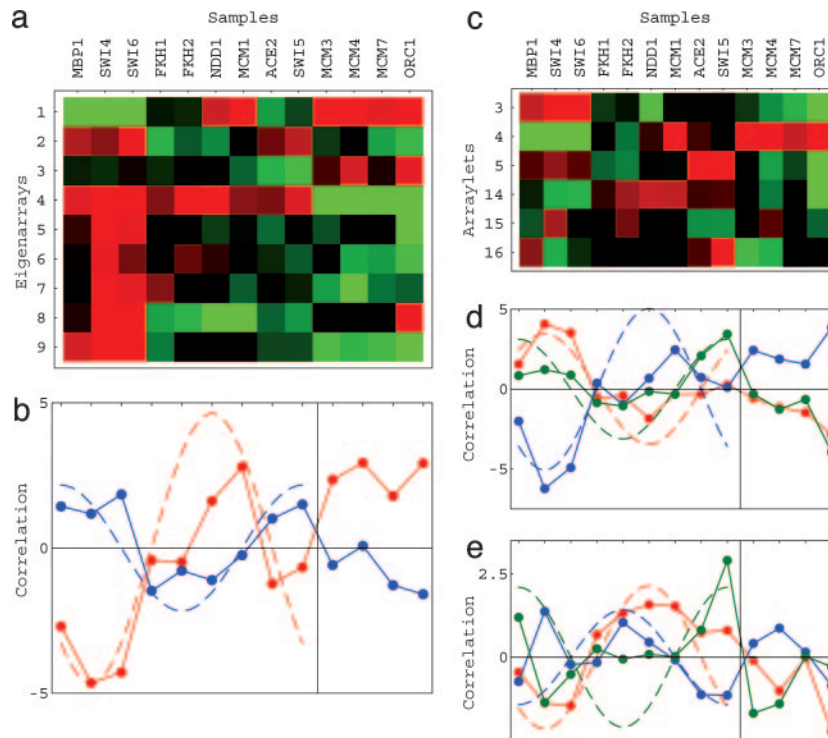 a
Samples
MBP1 SWI4 SWI6 FKH1 FKH2 NDD1 MCM1 ACE2 SWI5 MCM3 MCM4 MCM7 ORC1
Eigenarrays
1
2
3
4
5
6
7
8
9
b
Correlation
5
0
-5
c
Samples
MBP1 SWI4 SWI6 FKH1 FKH2 NDD1 MCM1 ACE2 SWI5 MCM3 MCM4 MCM7 ORC1
Arraylets
3
4
5
14
15
16
d
Correlation
5
0
-5
e
Correlation
2.5
0